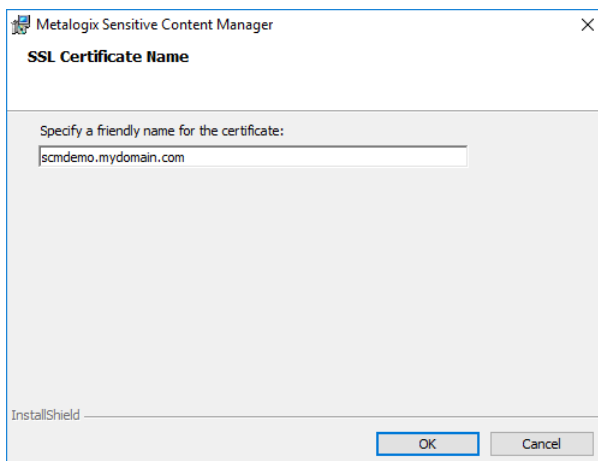 Metalogix Sensitive Content Manager
SSL Certificate Name
Specify a friendly name for the certificate:
scmdemo.mydomain.com
InstallShield
OK Cancel